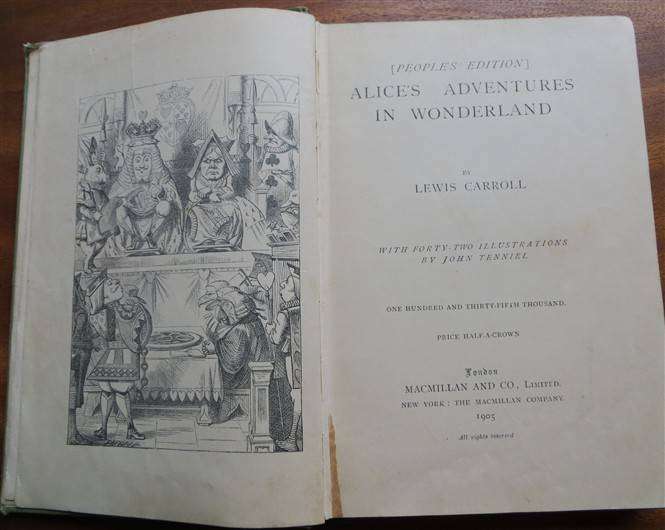 [PEOPLE'S EDITION]
ALICE'S ADVENTURES
IN WONDERLAND
BY
LEWIS CARROLL
WITH FORTY-TWO ILLUSTRATIONS
BY JOHN TENNIEL
ONE HUNDRED AND THIRTY-FIFTH THOUSAND.
PRICE HALF-A-CROWN
London
MACMILLAN AND CO., LIMITED.
NEW YORK: THE MACMILLAN COMPANY.
1905
All rights reserved